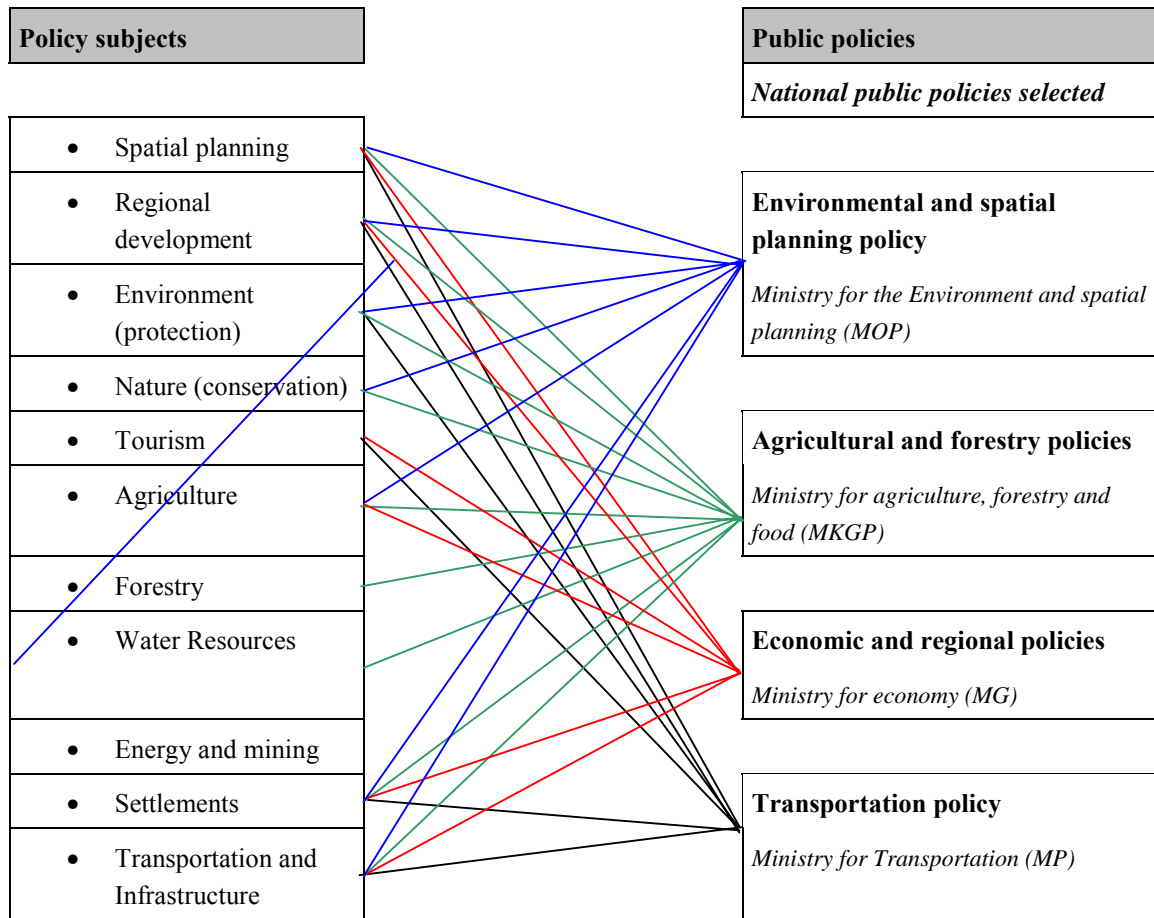 Policy subjects
• Spatial planning
• Regional
development
• Environment
(protection)
• Nature (conservation)
• Tourism
• Agriculture
• Forestry
• Water Resources
• Energy and mining
• Settlements
• Transportation and
Infrastructure
Public policies
National public policies selected
Environmental and spatial
planning policy
Ministry for the Environment and spatial
planning (MOP)
Agricultural and forestry policies
Ministry for agriculture, forestry and
food (MKGP)
Economic and regional policies
Ministry for economy (MG)
Transportation policy
Ministry for Transportation (MP)